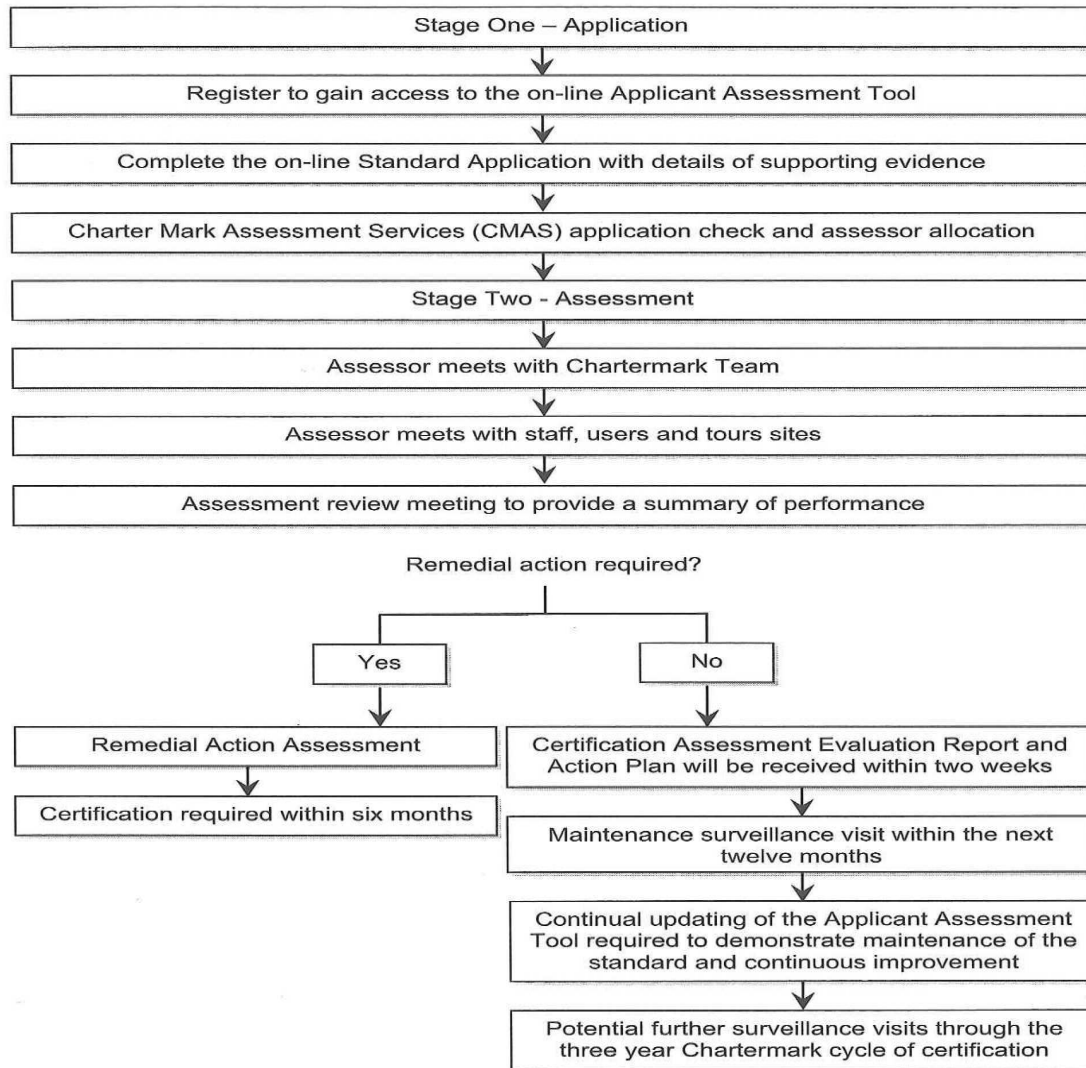 Stage One – Application
Register to gain access to the on-line Applicant Assessment Tool
Complete the on-line Standard Application with details of supporting evidence
Charter Mark Assessment Services (CMAS) application check and assessor allocation
Stage Two - Assessment
Assessor meets with Chartermark Team
Assessor meets with staff, users and tours sites
Assessment review meeting to provide a summary of performance
Remedial action required?
Yes
No
Remedial Action Assessment
Certification required within six months
Certification Assessment Evaluation Report and
Action Plan will be received within two weeks
Maintenance surveillance visit within the next
twelve months
Continual updating of the Applicant Assessment
Tool required to demonstrate maintenance of the
standard and continuous improvement
Potential further surveillance visits through the
three year Chartermark cycle of certification